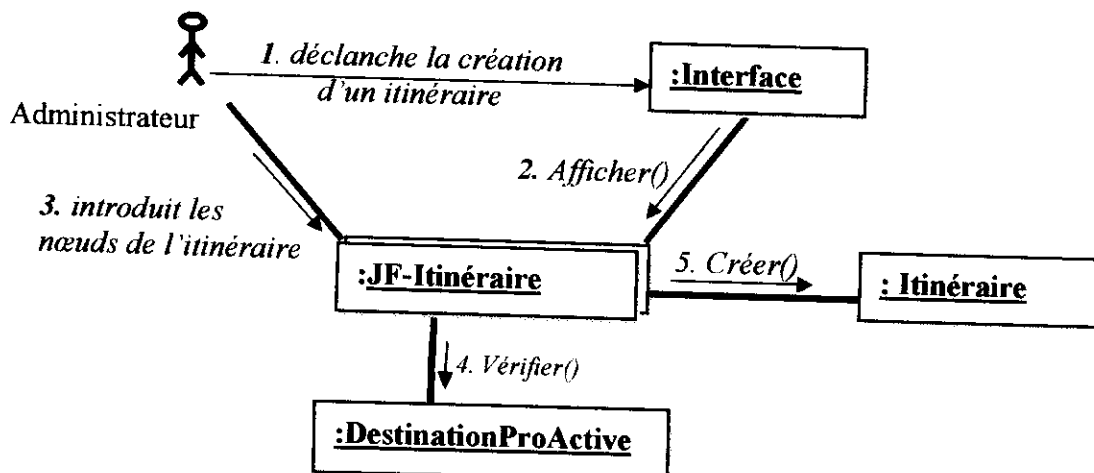 1. déclanche la création
d'un itinéraire
:Interface
Administrateur
2. Afficher()
3. introduit les
nœuds de l'itinéraire
:JF-Itinéraire
5. Créer()
: Itinéraire
4. Vérifier()
:DestinationProActive